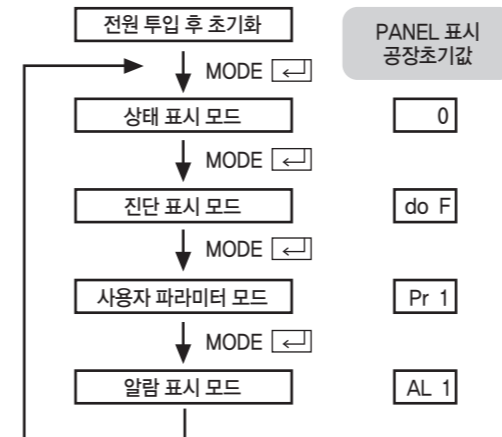 전원 투입 후 초기화
PANEL 표시
공장초기값
MODE
상태 표시 모드
0
MODE
진단 표시 모드
do F
MODE
사용자 파라미터 모드
Pr 1
MODE
알람 표시 모드
AL 1